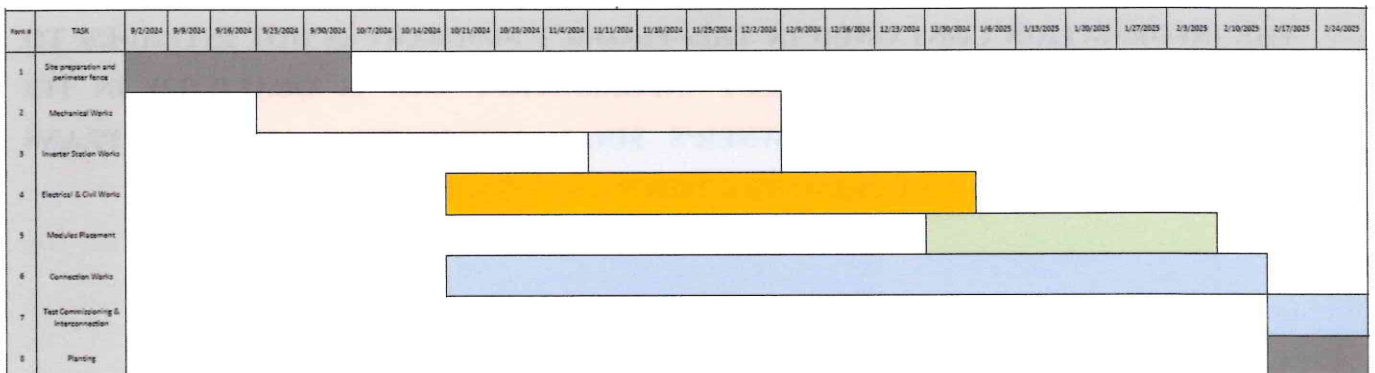 Rank # TASK 9/2/2024 9/9/2024 9/16/2024 9/23/2024 9/30/2024 10/7/2024 10/14/2024 10/21/2024 10/28/2024 11/4/2024 11/11/2024 11/18/2024 11/25/2024 12/2/2024 12/9/2024 12/16/2024 12/23/2024 12/30/2024 1/6/2025 1/13/2025 1/20/2025 1/27/2025 2/3/2025 2/10/2025 2/17/2025 2/24/2025
1 Site preparation and
perimeter fence
2 Mechanical Works
3 Inverter Station Works
4 Electrical & Civil Works
5 Modules Placement
6 Connection Works
7 Test Commissioning &
Interconnection
8 Planting